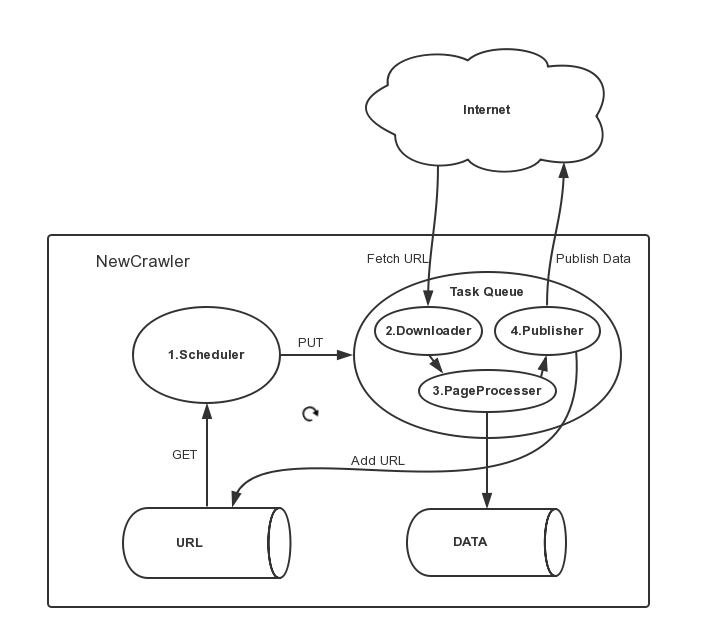 Internet
NewCrawler
Fetch URL
Publish Data
Task Queue
2.Downloader
4.Publisher
1.Scheduler
PUT
3.PageProcesser
GET
Add URL
URL
DATA